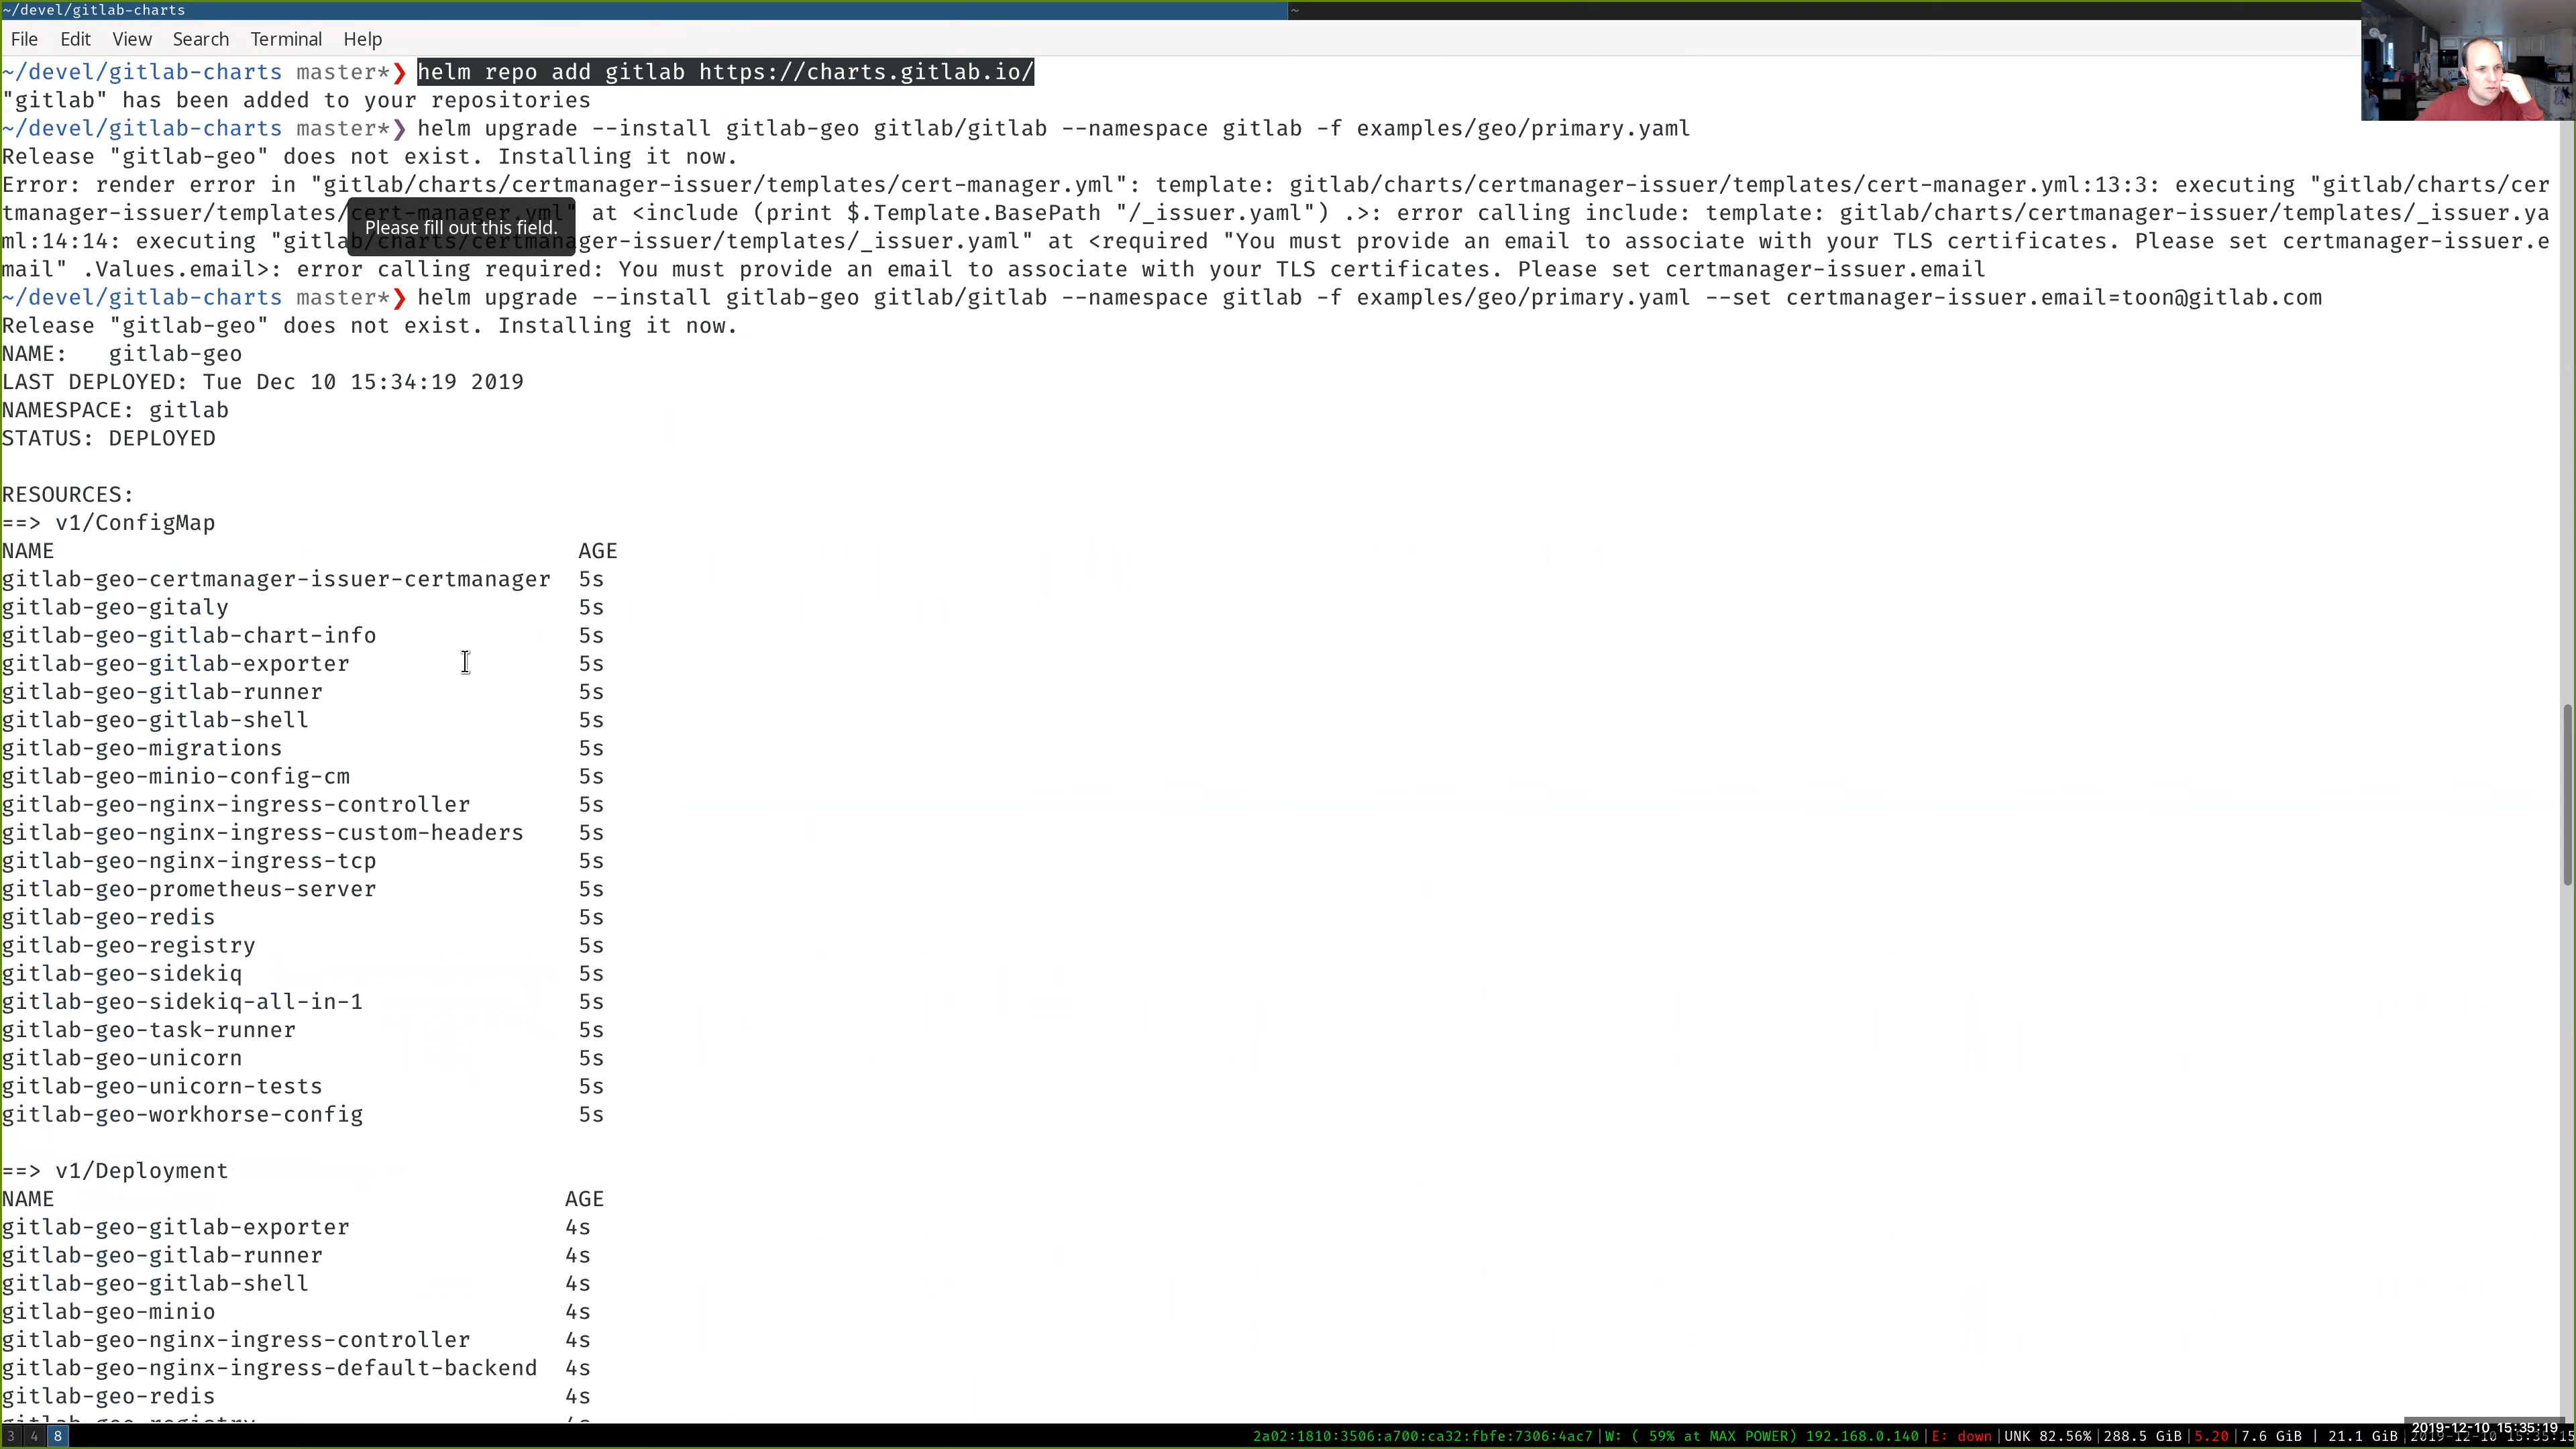 ~/devel/gitlab-charts
~
File Edit View Search Terminal Help
~/devel/gitlab-charts master*❯ helm repo add gitlab https://charts.gitlab.io/
"gitlab" has been added to your repositories
~/devel/gitlab-charts master*❯ helm upgrade --install gitlab-geo gitlab/gitlab --namespace gitlab -f examples/geo/primary.yaml
Release "gitlab-geo" does not exist. Installing it now.
Error: render error in "gitlab/charts/certmanager-issuer/templates/cert-manager.yml": template: gitlab/charts/certmanager-issuer/templates/cert-manager.yml:13:3: executing "gitlab/charts/cer
tmanager-issuer/templates/cert-manager.yml" at <include (print $.Template.BasePath "/_issuer.yaml") .>: error calling include: template: gitlab/charts/certmanager-issuer/templates/_issuer.ya
Please fill out this field.
ml:14:14: executing "gitlab/charts/certmanager-issuer/templates/_issuer.yaml" at <required "You must provide an email to associate with your TLS certificates. Please set certmanager-issuer.e
mail" .Values.email>: error calling required: You must provide an email to associate with your TLS certificates. Please set certmanager-issuer.email
~/devel/gitlab-charts master*❯ helm upgrade --install gitlab-geo gitlab/gitlab --namespace gitlab -f examples/geo/primary.yaml --set certmanager-issuer.email=toon@gitlab.com
Release "gitlab-geo" does not exist. Installing it now.
NAME:   gitlab-geo
LAST DEPLOYED: Tue Dec 10 15:34:19 2019
NAMESPACE: gitlab
STATUS: DEPLOYED
RESOURCES:
==> v1/ConfigMap
NAME AGE
gitlab-geo-certmanager-issuer-certmanager 5s
gitlab-geo-gitaly 5s
gitlab-geo-gitlab-chart-info 5s
gitlab-geo-gitlab-exporter 5s
gitlab-geo-gitlab-runner 5s
gitlab-geo-gitlab-shell 5s
gitlab-geo-migrations 5s
gitlab-geo-minio-config-cm 5s
gitlab-geo-nginx-ingress-controller 5s
gitlab-geo-nginx-ingress-custom-headers 5s
gitlab-geo-nginx-ingress-tcp 5s
gitlab-geo-prometheus-server 5s
gitlab-geo-redis 5s
gitlab-geo-registry 5s
gitlab-geo-sidekiq 5s
gitlab-geo-sidekiq-all-in-1 5s
gitlab-geo-task-runner 5s
gitlab-geo-unicorn 5s
gitlab-geo-unicorn-tests 5s
gitlab-geo-workhorse-config 5s
==> v1/Deployment
NAME AGE
gitlab-geo-gitlab-exporter 4s
gitlab-geo-gitlab-runner 4s
gitlab-geo-gitlab-shell 4s
gitlab-geo-minio 4s
gitlab-geo-nginx-ingress-controller 4s
gitlab-geo-nginx-ingress-default-backend 4s
gitlab-geo-redis 4s
gitlab-geo-registry 4s
2019-12-10 15:35:19
3 4 8 2a02:1810:3506:a700:ca32:fbfe:7306:4ac7|W: ( 59% at MAX POWER) 192.168.0.140|E: down|UNK 82.56%|288.5 GiB|5.20|7.6 GiB | 21.1 GiB|